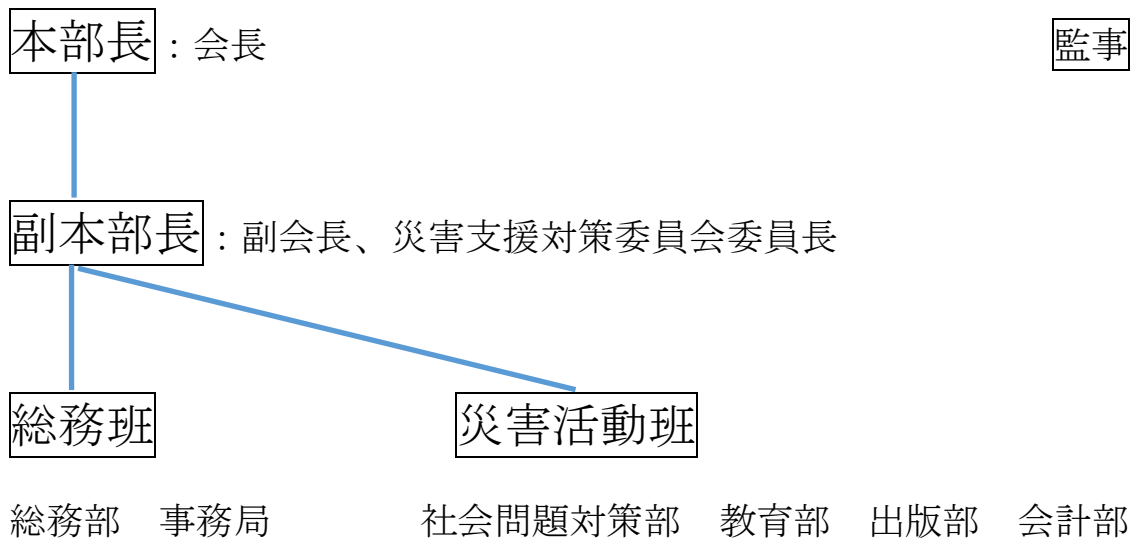 本部長：会長 監事
副本部長：副会長、災害支援対策委員会委員長
総務班 災害活動班
総務部 事務局 社会問題対策部 教育部 出版部 会計部